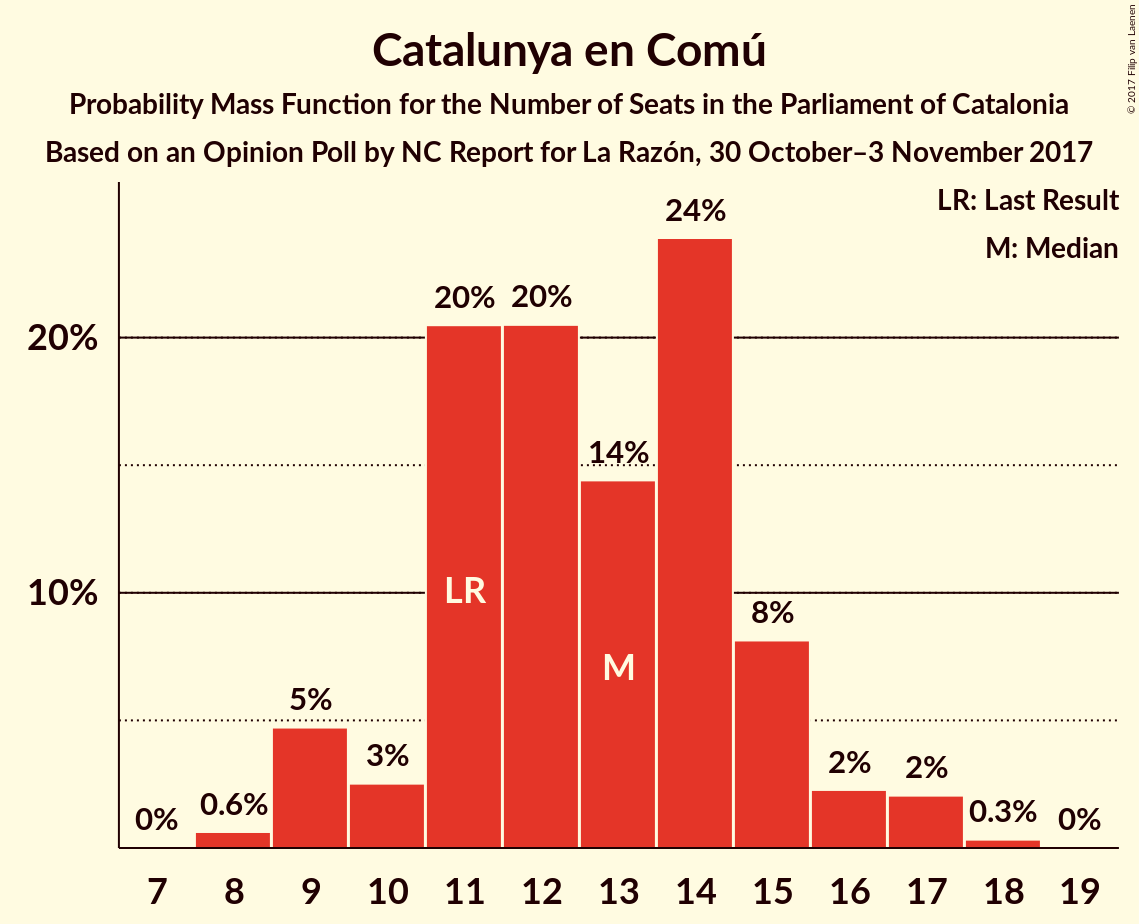 Catalunya en Comú
Probability Mass Function for the Number of Seats in the Parliament of Catalonia
Based on an Opinion Poll by NC Report for La Razón, 30 October–3 November 2017
© 2017 Filip van Laenen
LR: Last Result
M: Median
20%
10%
0%
0.6%
5%
3%
20%
20%
14%
24%
8%
2%
2%
0.3%
0%
LR
M
7 8 9 10 11 12 13 14 15 16 17 18 19